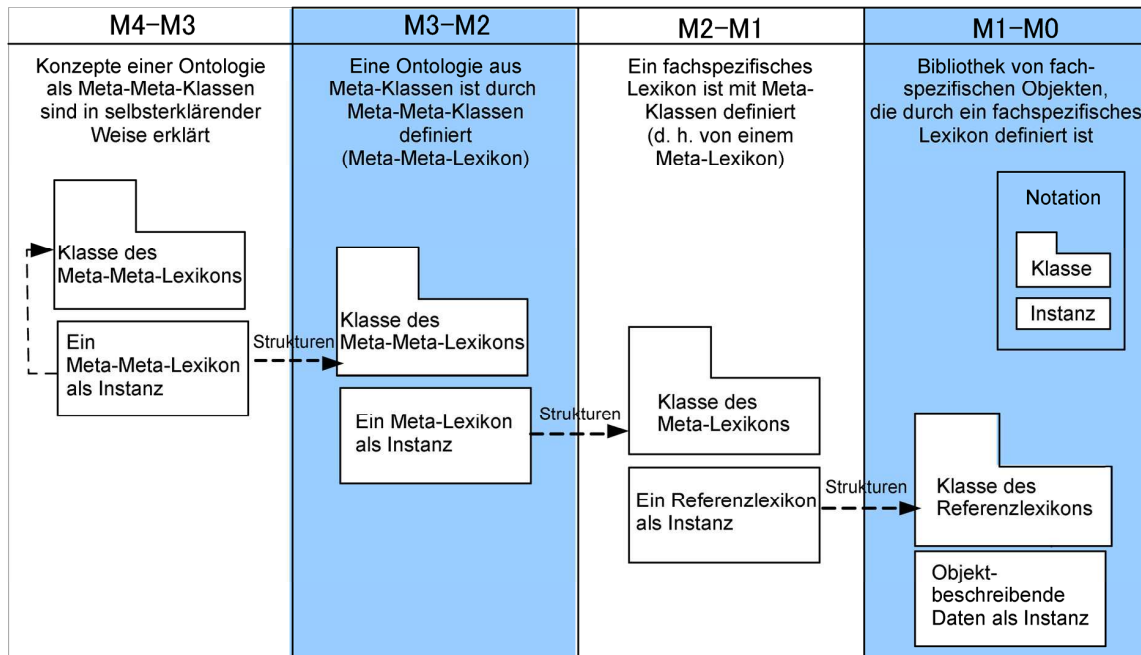 M4–M3
Konzepte einer Ontologie
als Meta-Meta-Klassen
sind in selbsterklärender
Weise erklärt
Klasse des
Meta-Meta-Lexikons
Ein
Meta-Meta-Lexikon
als Instanz
Strukturen
M3–M2
Eine Ontologie aus
Meta-Klassen ist durch
Meta-Meta-Klassen
definiert
(Meta-Meta-Lexikon)
Klasse des
Meta-Meta-Lexikons
Ein Meta-Lexikon
als Instanz
Strukturen
M2–M1
Ein fachspezifisches
Lexikon ist mit Meta-
Klassen definiert
(d. h. von einem
Meta-Lexikon)
Klasse des
Meta-Lexikons
Ein Referenzlexikon
als Instanz
Strukturen
M1–M0
Bibliothek von fach-
spezifischen Objekten,
die durch ein fachspezifisches
Lexikon definiert ist
Notation
Klasse
Instanz
Klasse des
Referenzlexikons
Objekt-
beschreibende
Daten als Instanz